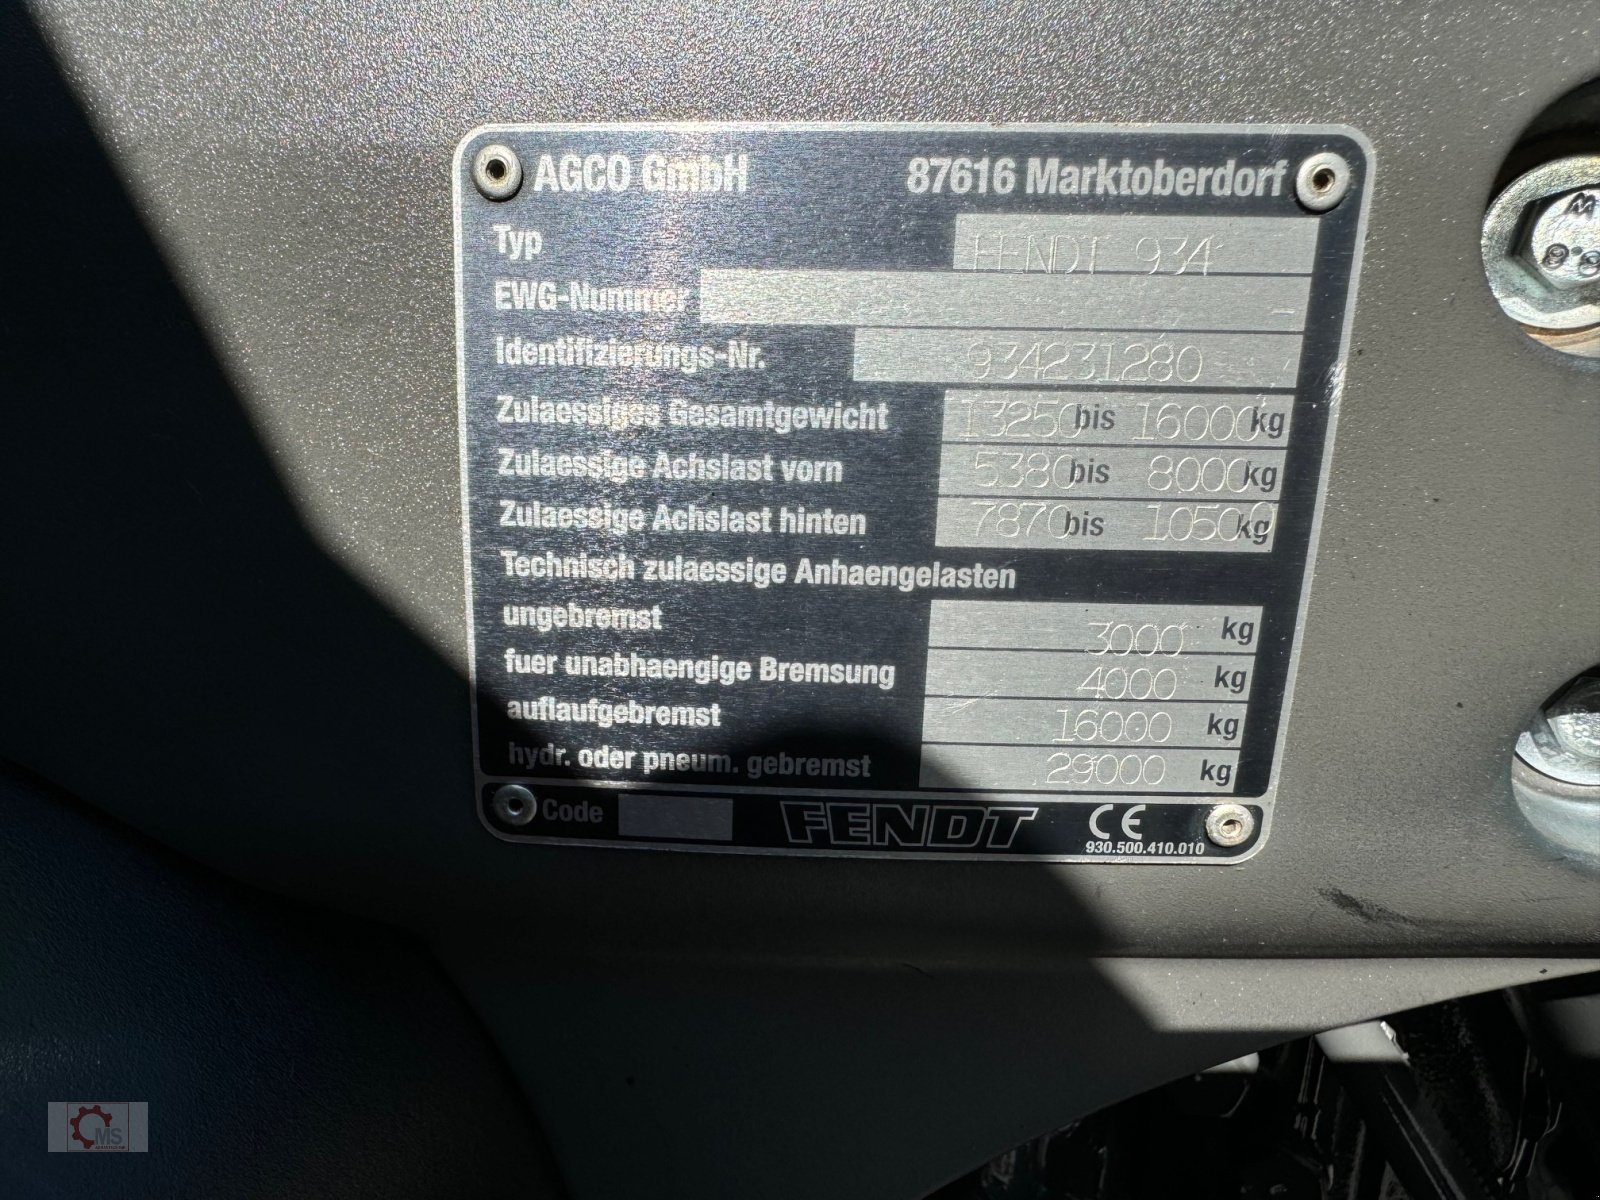 AGCO GmbH 87616 Marktoberdorf
Typ FENDT 934
EWG-Nummer -
Identifizierungs-Nr. 934231280
Zulaessiges Gesamtgewicht 13250 bis 16000 kg
Zulaessige Achslast vorn 5380 bis 8000 kg
Zulaessige Achslast hinten 7870 bis 10500 kg
Technisch zulaessige Anhaengelasten
ungebremst 3000 kg
fuer unabhaengige Bremsung 4000 kg
auflaufgebremst 16000 kg
hydr. oder pneum. gebremst 29000 kg
Code FENDT CE
930.500.410.010
M
8.8
CMS